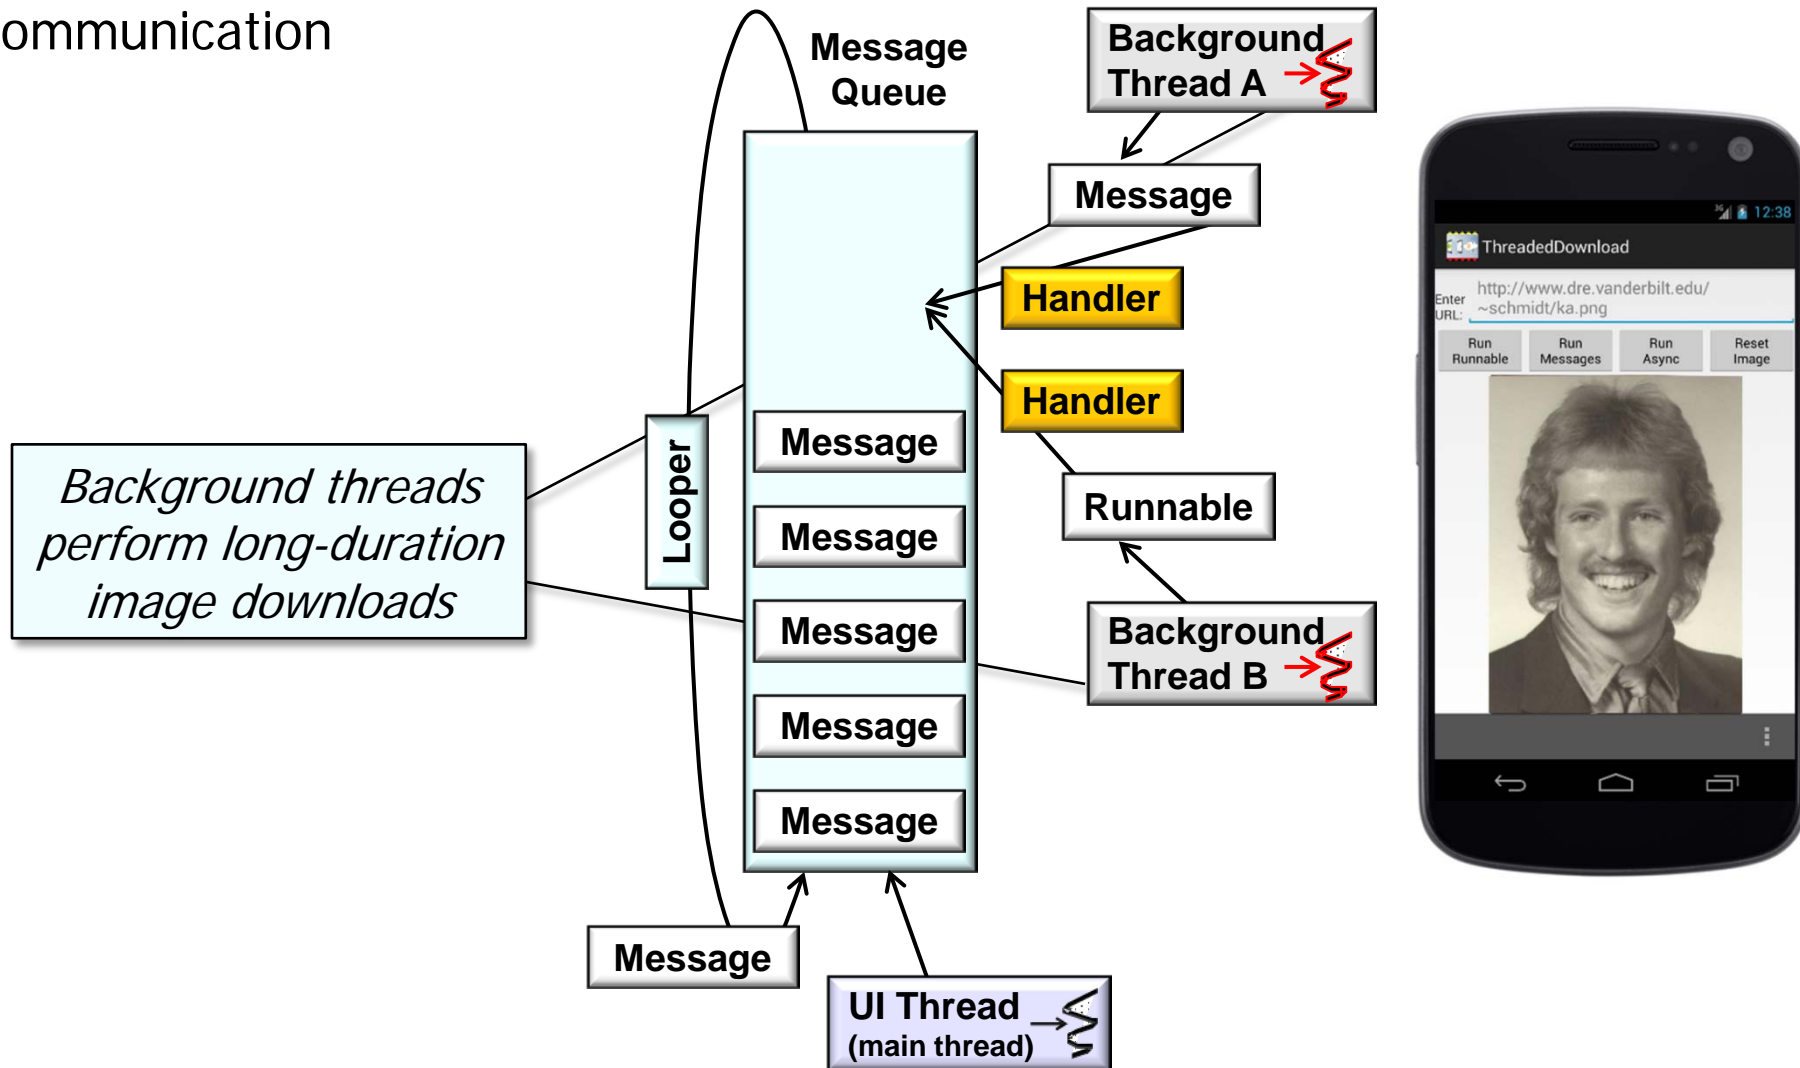 ommunication
Message
Queue
Background
Thread A
Message
Handler
Handler
Looper
Message
Message
Message
Message
Message
Runnable
Background
Thread B
Background threads
perform long-duration
image downloads
Message
UI Thread
(main thread)
3G 12:38
ThreadedDownload
Enter
URL:
http://www.dre.vanderbilt.edu/
~schmidt/ka.png
Run
Runnable
Run
Messages
Run
Async
Reset
Image